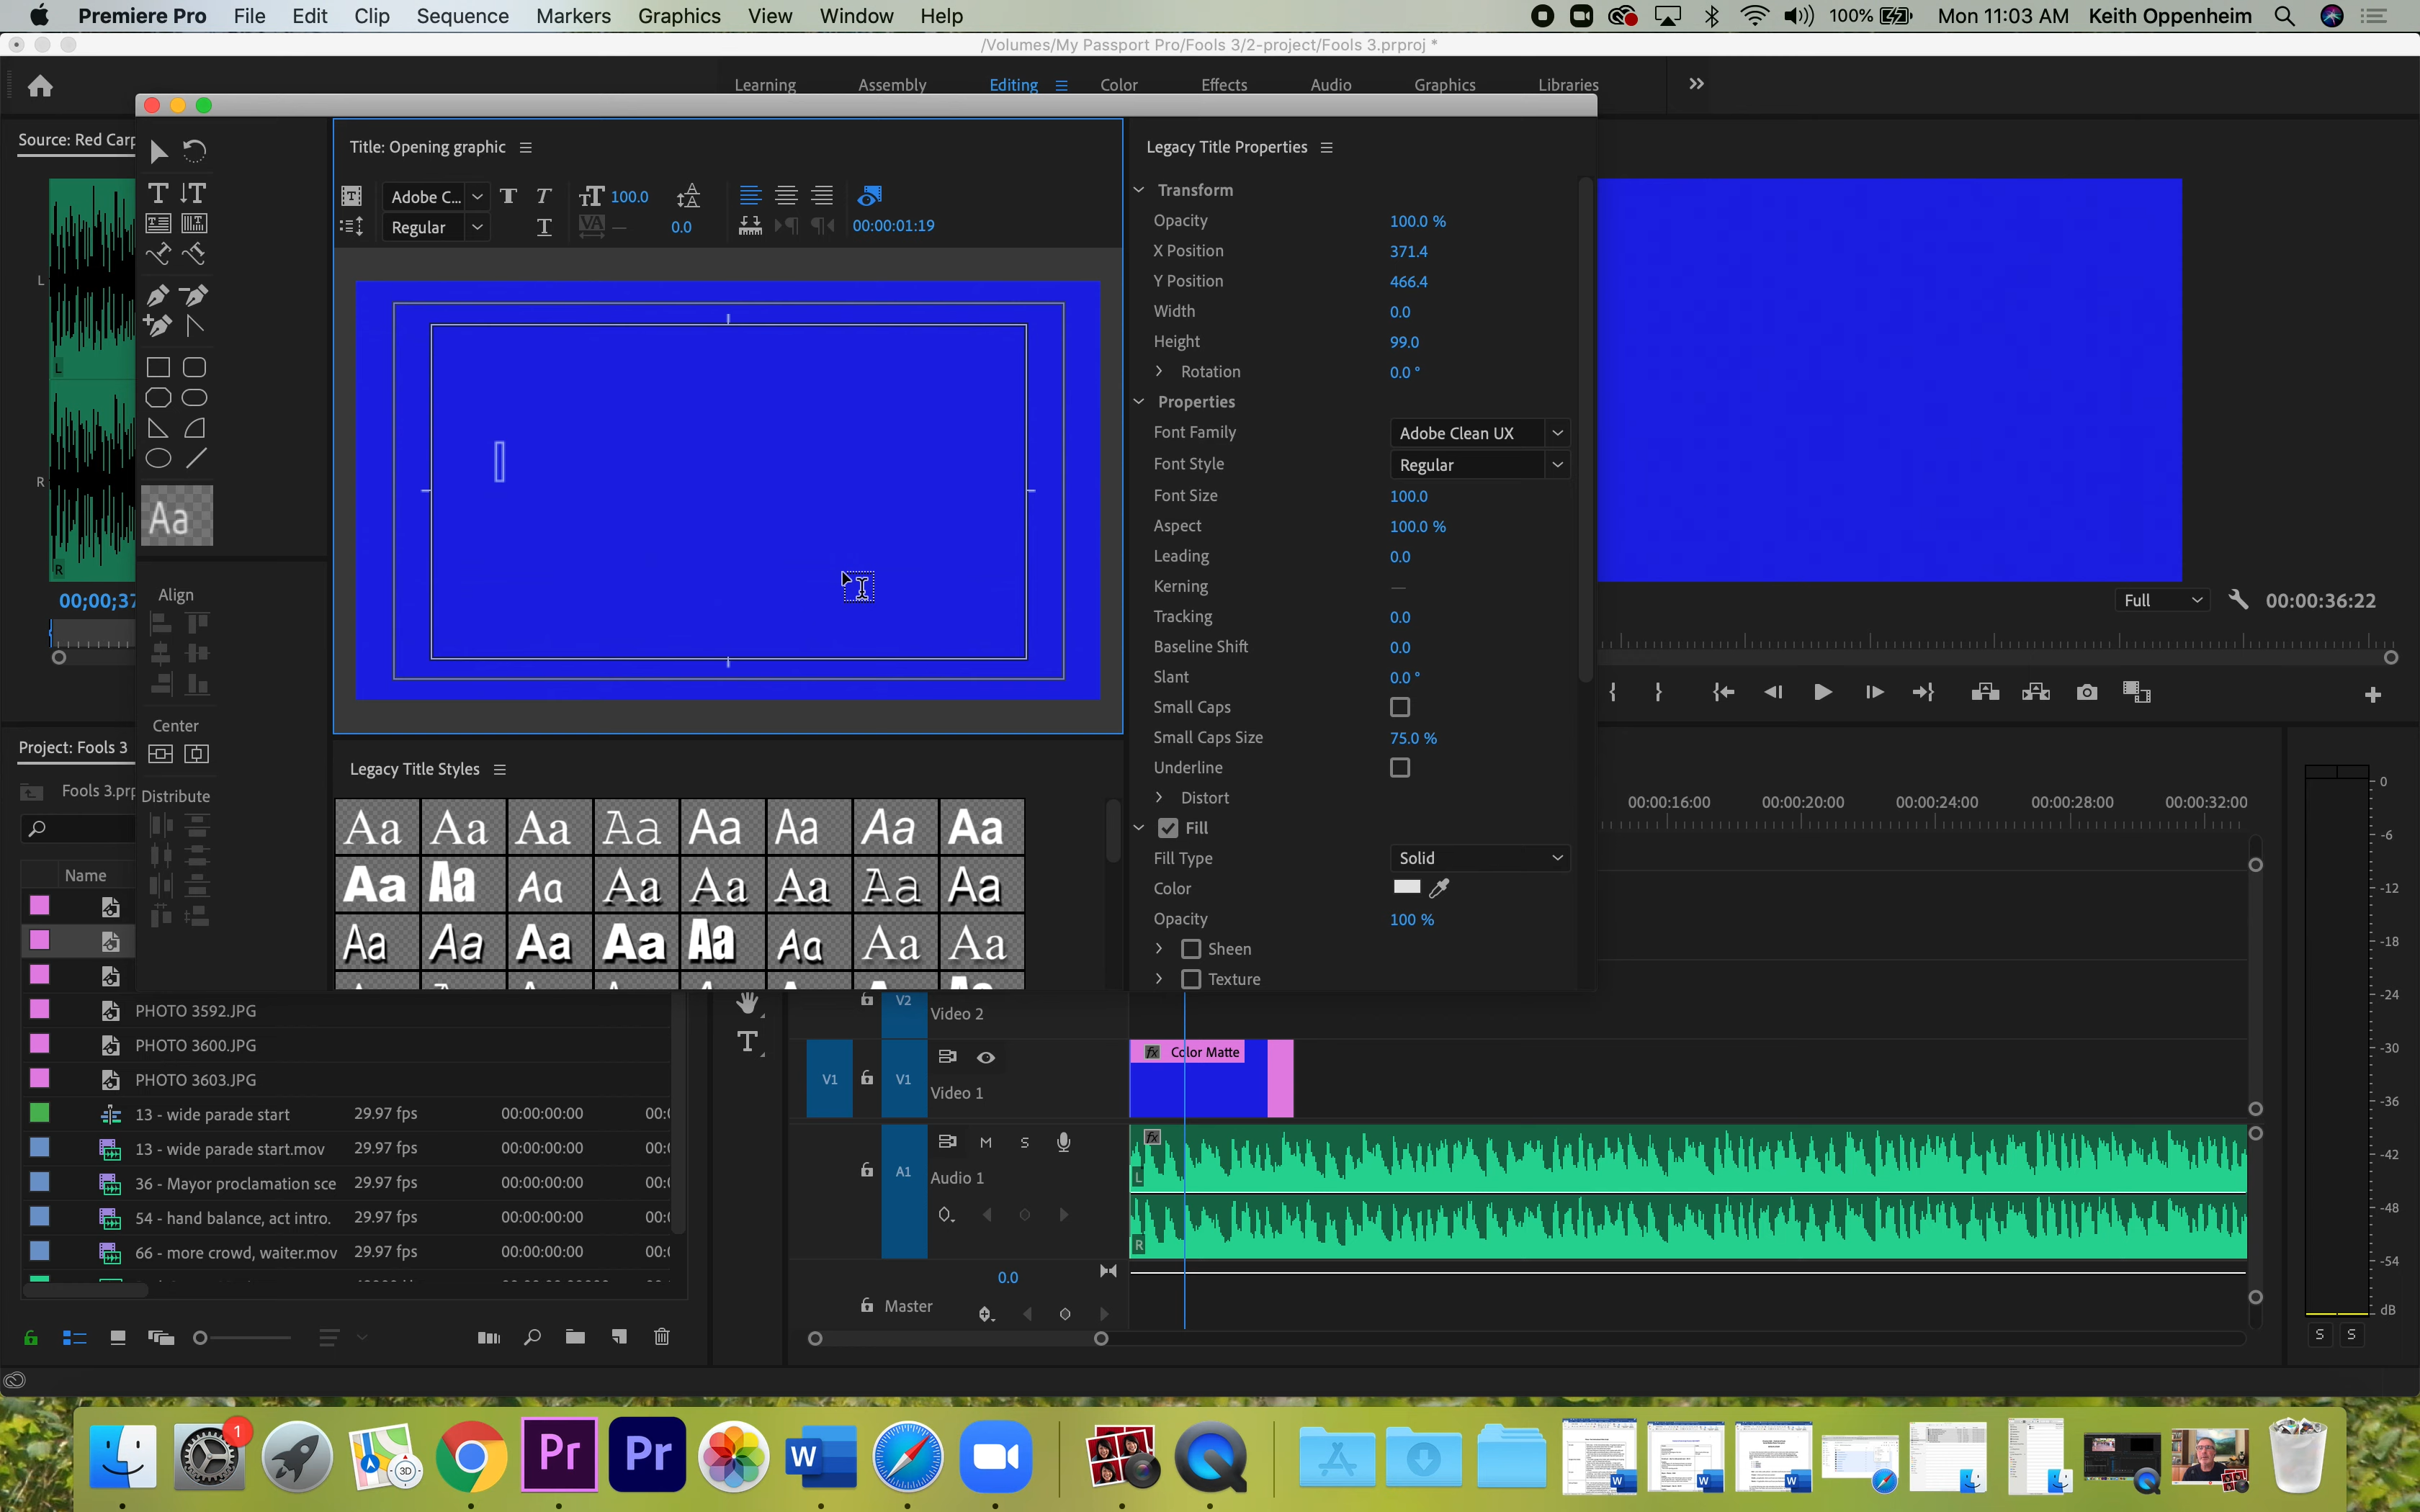 Premiere Pro File Edit Clip Sequence Markers Graphics View Window Help 100% Mon 11:03 AM Keith Oppenheim
/Volumes/My Passport Pro/Fools 3/2-project/Fools 3.prproj *
Learning Assembly Editing Color Effects Audio Graphics Libraries
Source: Red Carp
Title: Opening graphic
Adobe C... 100.0
Regular 0.0 00:00:01:19
Legacy Title Properties
Transform
Opacity 100.0 %
X Position 371.4
Y Position 466.4
Width 0.0
Height 99.0
Rotation 0.0 °
Properties
Font Family Adobe Clean UX
Font Style Regular
Font Size 100.0
Aspect 100.0 %
Leading 0.0
Kerning —
Tracking 0.0
Baseline Shift 0.0
Slant 0.0 °
Small Caps
Small Caps Size 75.0 %
Underline
Distort
Fill
Fill Type Solid
Color
Opacity 100 %
Sheen
Texture
L
L
R
R
Aa
00;00;37
Align
Center
Distribute
Full 00:00:36:22
Legacy Title Styles
Aa Aa Aa Aa Aa Aa Aa Aa
Aa Aa Aa Aa Aa Aa Aa Aa
Aa Aa Aa Aa Aa Aa Aa Aa
Project: Fools 3
Fools 3.prp
Name
PHOTO 3592.JPG
PHOTO 3600.JPG
PHOTO 3603.JPG
13 - wide parade start 29.97 fps 00:00:00:00 00:(
13 - wide parade start.mov 29.97 fps 00:00:00:00 00:(
36 - Mayor proclamation sce 29.97 fps 00:00:00:00 00:(
54 - hand balance, act intro. 29.97 fps 00:00:00:00 00:(
66 - more crowd, waiter.mov 29.97 fps 00:00:00:00 00:(
00:00:16:00 00:00:20:00 00:00:24:00 00:00:28:00 00:00:32:00
V2 Video 2
V1 V1 Video 1
fx Color Matte
A1 M S Audio 1
fx
L
R
0.0
Master
0
-6
-12
-18
-24
-30
-36
-42
-48
-54
dB
S S
1
3D
Pr Pr W
W W W